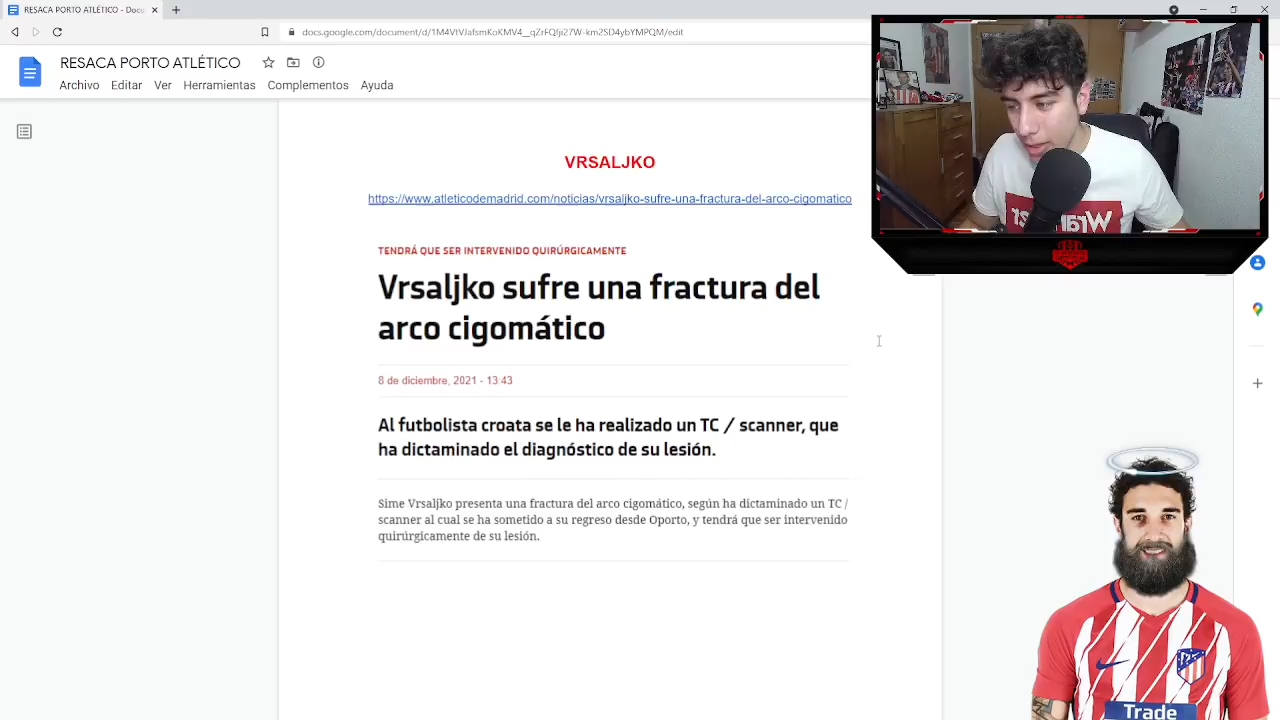 RESACA PORTO ATLÉTICO - Docu
docs.google.com/document/d/1M4VtVJafsmKoKMV4_qZrFQfji27W-km2SD4ybYMPQM/edit
RESACA PORTO ATLÉTICO
Archivo Editar Ver Herramientas Complementos Ayuda
VRSALJKO
https://www.atleticodemadrid.com/noticias/vrsaljko-sufre-una-fractura-del-arco-cigomatico
TENDRÁ QUE SER INTERVENIDO QUIRÚRGICAMENTE
Vrsaljko sufre una fractura del
arco cigomático
8 de diciembre, 2021 - 13:43
Al futbolista croata se le ha realizado un TC / scanner, que
ha dictaminado el diagnóstico de su lesión.
Sime Vrsaljko presenta una fractura del arco cigomático, según ha dictaminado un TC /
scanner al cual se ha sometido a su regreso desde Oporto, y tendrá que ser intervenido
quirúrgicamente de su lesión.
Trade